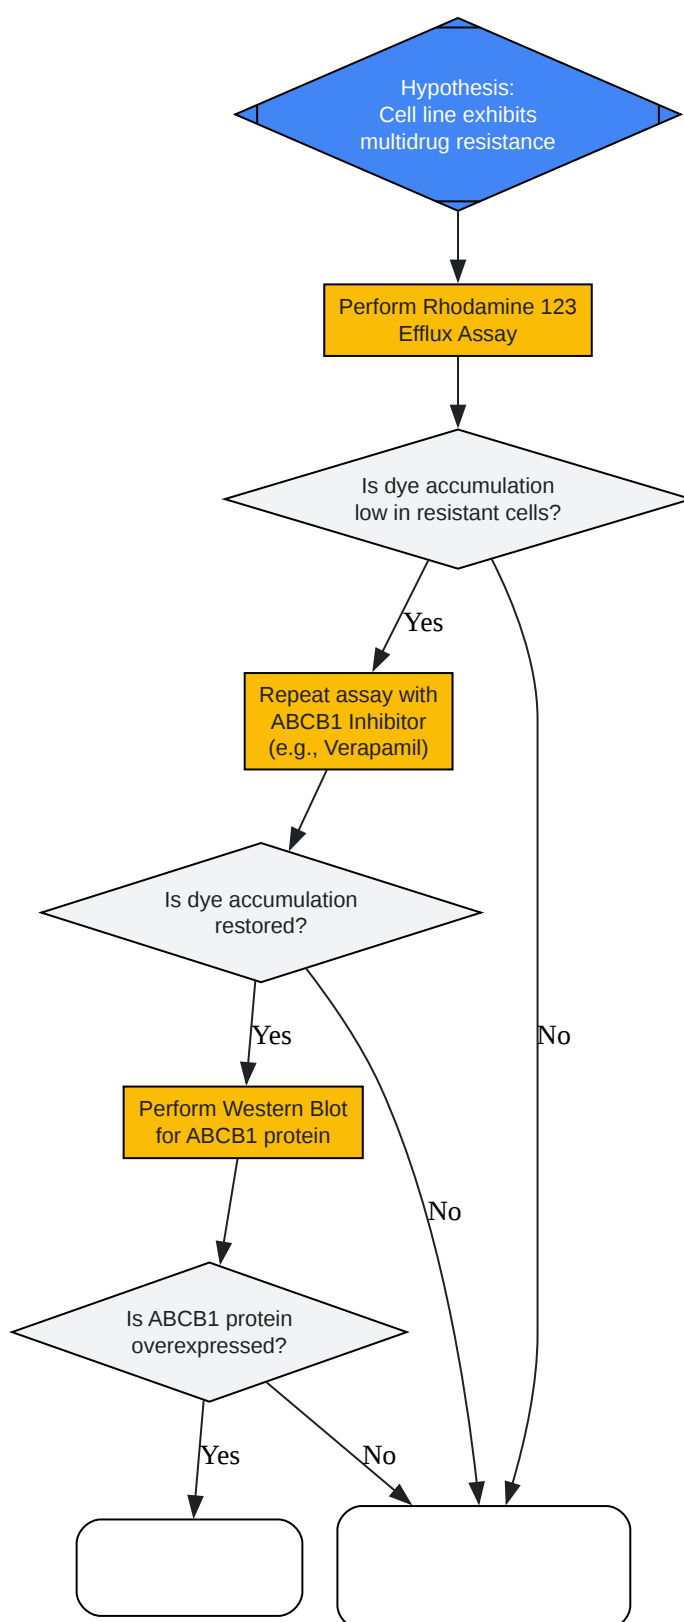 Hypothesis:
Cell line exhibits
multidrug resistance
Perform Rhodamine 123
Efflux Assay
Is dye accumulation
low in resistant cells?
Yes
Repeat assay with
ABCB1 Inhibitor
(e.g., Verapamil)
Is dye accumulation
restored?
Yes
No
Perform Western Blot
for ABCB1 protein
No
Is ABCB1 protein
overexpressed?
Yes
No